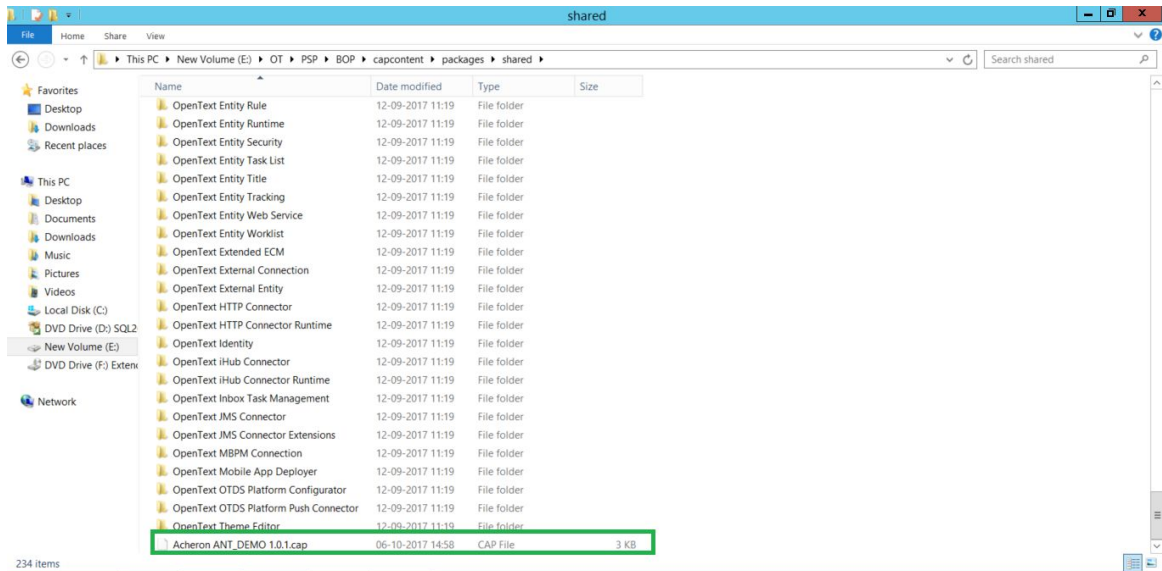 shared
File Home Share View
This PC New Volume (E:) OT PSP BOP capcontent packages shared
Search shared
Favorites
Desktop
Downloads
Recent places
This PC
Desktop
Documents
Downloads
Music
Pictures
Videos
Local Disk (C:)
DVD Drive (D:) SQL2
New Volume (E:)
DVD Drive (F:) Exten
Network
Name Date modified Type Size
OpenText Entity Rule 12-09-2017 11:19 File folder
OpenText Entity Runtime 12-09-2017 11:19 File folder
OpenText Entity Security 12-09-2017 11:19 File folder
OpenText Entity Task List 12-09-2017 11:19 File folder
OpenText Entity Title 12-09-2017 11:19 File folder
OpenText Entity Tracking 12-09-2017 11:19 File folder
OpenText Entity Web Service 12-09-2017 11:19 File folder
OpenText Entity Worklist 12-09-2017 11:19 File folder
OpenText Extended ECM 12-09-2017 11:19 File folder
OpenText External Connection 12-09-2017 11:19 File folder
OpenText External Entity 12-09-2017 11:19 File folder
OpenText HTTP Connector 12-09-2017 11:19 File folder
OpenText HTTP Connector Runtime 12-09-2017 11:19 File folder
OpenText Identity 12-09-2017 11:19 File folder
OpenText iHub Connector 12-09-2017 11:19 File folder
OpenText iHub Connector Runtime 12-09-2017 11:19 File folder
OpenText Inbox Task Management 12-09-2017 11:19 File folder
OpenText JMS Connector 12-09-2017 11:19 File folder
OpenText JMS Connector Extensions 12-09-2017 11:19 File folder
OpenText MBPM Connection 12-09-2017 11:19 File folder
OpenText Mobile App Deployer 12-09-2017 11:19 File folder
OpenText OTDS Platform Configurator 12-09-2017 11:19 File folder
OpenText OTDS Platform Push Connector 12-09-2017 11:19 File folder
OpenText Theme Editor 12-09-2017 11:19 File folder
Acheron ANT_DEMO 1.0.1.cap 06-10-2017 14:58 CAP File 3 KB
234 items